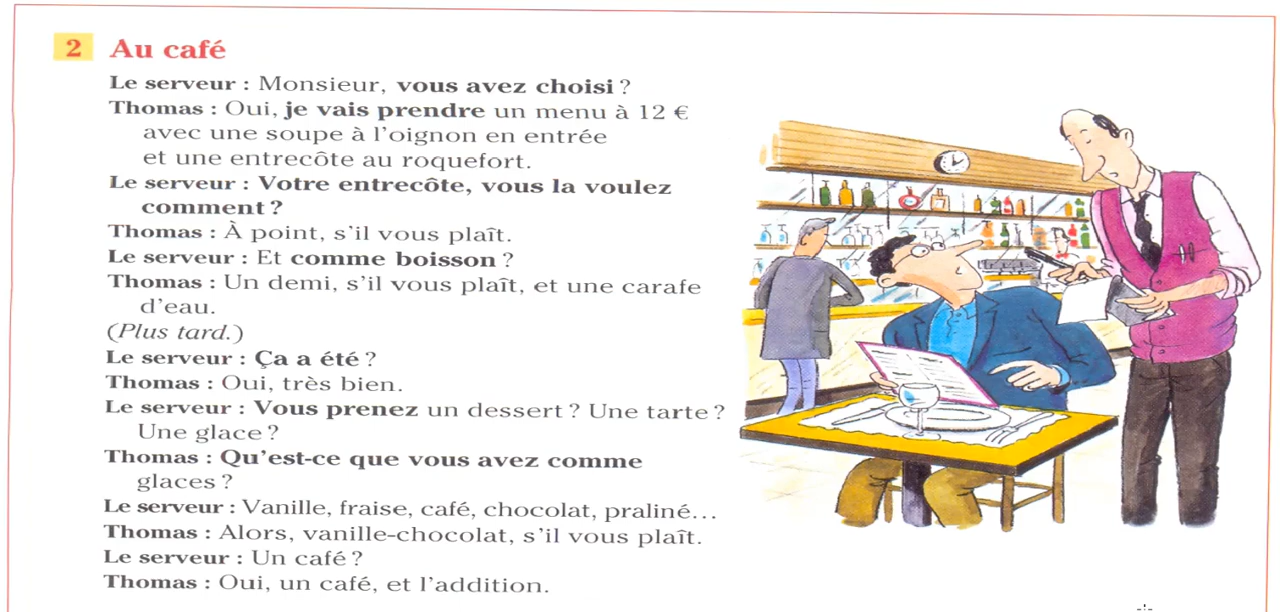 2 Au café
Le serveur : Monsieur, vous avez choisi ?
Thomas : Oui, je vais prendre un menu à 12 €
avec une soupe à l'oignon en entrée
et une entrecôte au roquefort.
Le serveur : Votre entrecôte, vous la voulez
comment ?
Thomas : À point, s'il vous plaît.
Le serveur : Et comme boisson ?
Thomas : Un demi, s'il vous plaît, et une carafe
d'eau.
(Plus tard.)
Le serveur : Ça a été ?
Thomas : Oui, très bien.
Le serveur : Vous prenez un dessert ? Une tarte ?
Une glace ?
Thomas : Qu'est-ce que vous avez comme
glaces ?
Le serveur : Vanille, fraise, café, chocolat, praliné...
Thomas : Alors, vanille-chocolat, s'il vous plaît.
Le serveur : Un café ?
Thomas : Oui, un café, et l'addition.